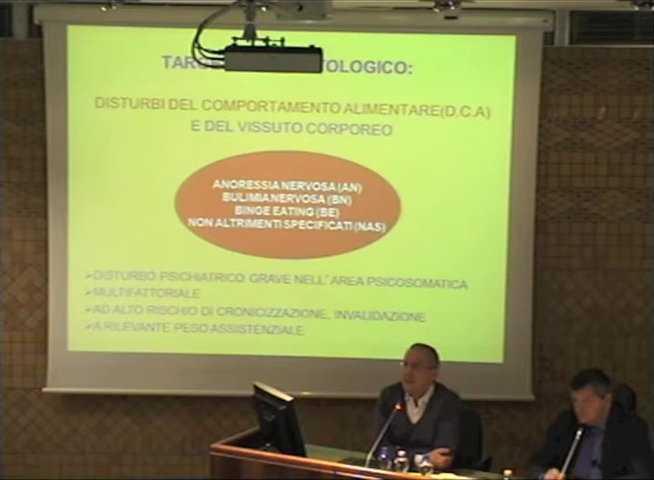 TAR TOLOGICO:
DISTURBI DEL COMPORTAMENTO ALIMENTARE(D.C.A)
E DEL VISSUTO CORPOREO
ANORESSIA NERVOSA (AN)
BULIMIA NERVOSA (BN)
BINGE EATING (BE)
NON ALTRIMENTI SPECIFICATI (NAS)
➢DISTURBO PSICHIATRICO GRAVE NELL' AREA PSICOSOMATICA
➢MULTIFATTORIALE
➢AD ALTO RISCHIO DI CRONICIZZAZIONE, INVALIDAZIONE
➢A RILEVANTE PESO ASSISTENZIALE